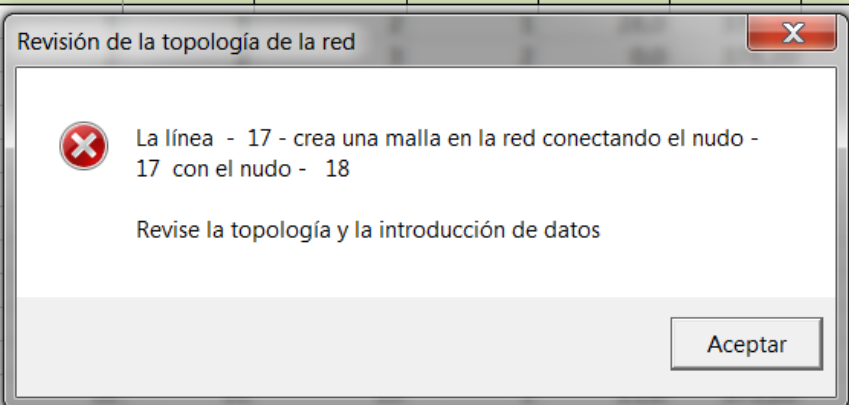 Revisión de la topología de la red
La línea - 17 - crea una malla en la red conectando el nudo -
17 con el nudo - 18
Revise la topología y la introducción de datos
Aceptar